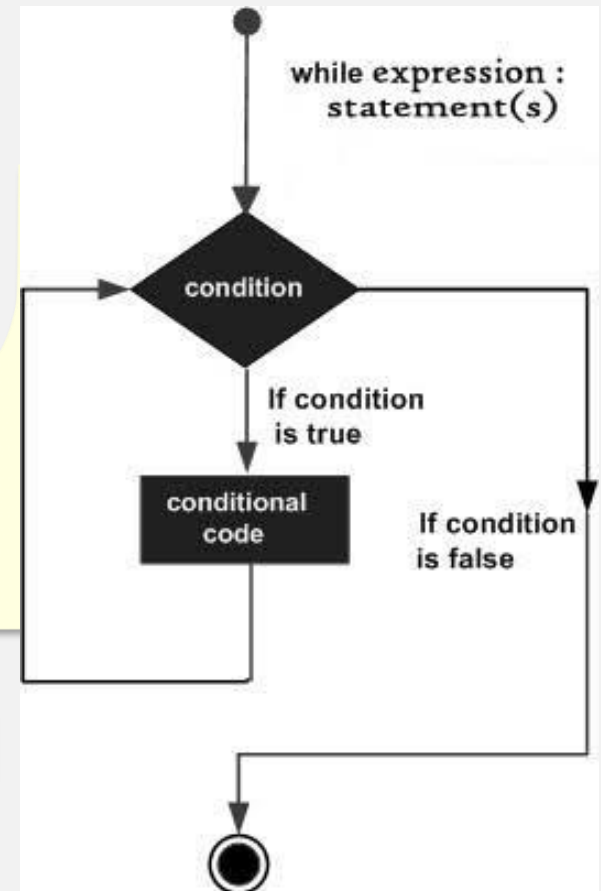 while expression :
statement(s)
condition
If condition
is true
conditional
code
If condition
is false